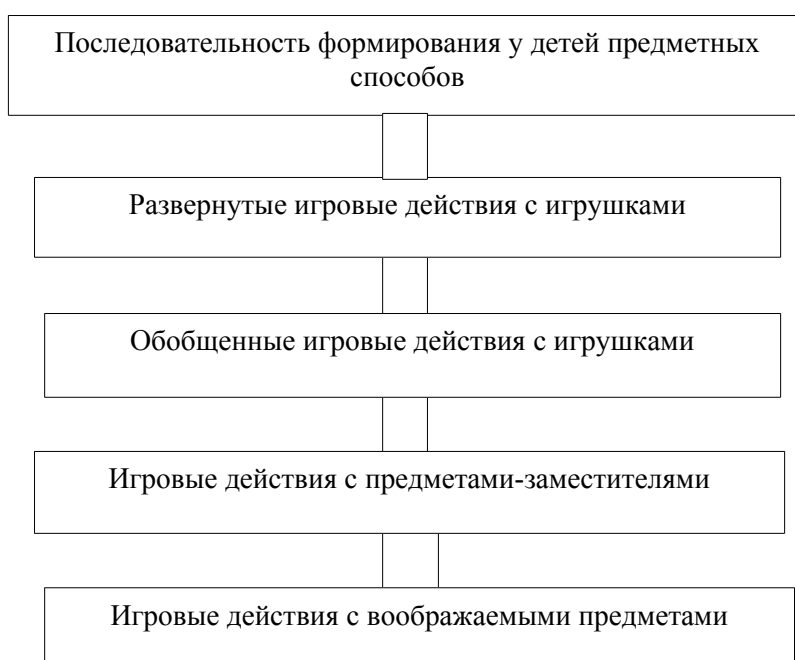 Последовательность формирования у детей предметных
способов
Развернутые игровые действия с игрушками
Обобщенные игровые действия с игрушками
Игровые действия с предметами-заместителями
Игровые действия с воображаемыми предметами